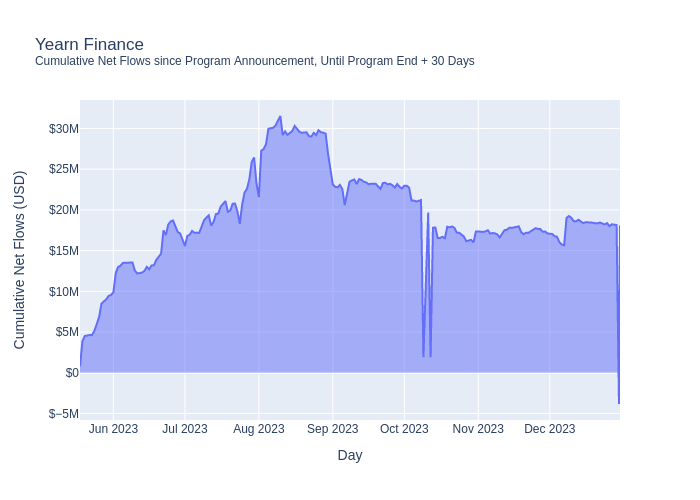 Yearn Finance
Cumulative Net Flows since Program Announcement, Until Program End + 30 Days
Cumulative Net Flows (USD)
$30M
$25M
$20M
$15M
$10M
$5M
$0
$−5M
Jun 2023
Jul 2023
Aug 2023
Sep 2023
Oct 2023
Nov 2023
Dec 2023
Day